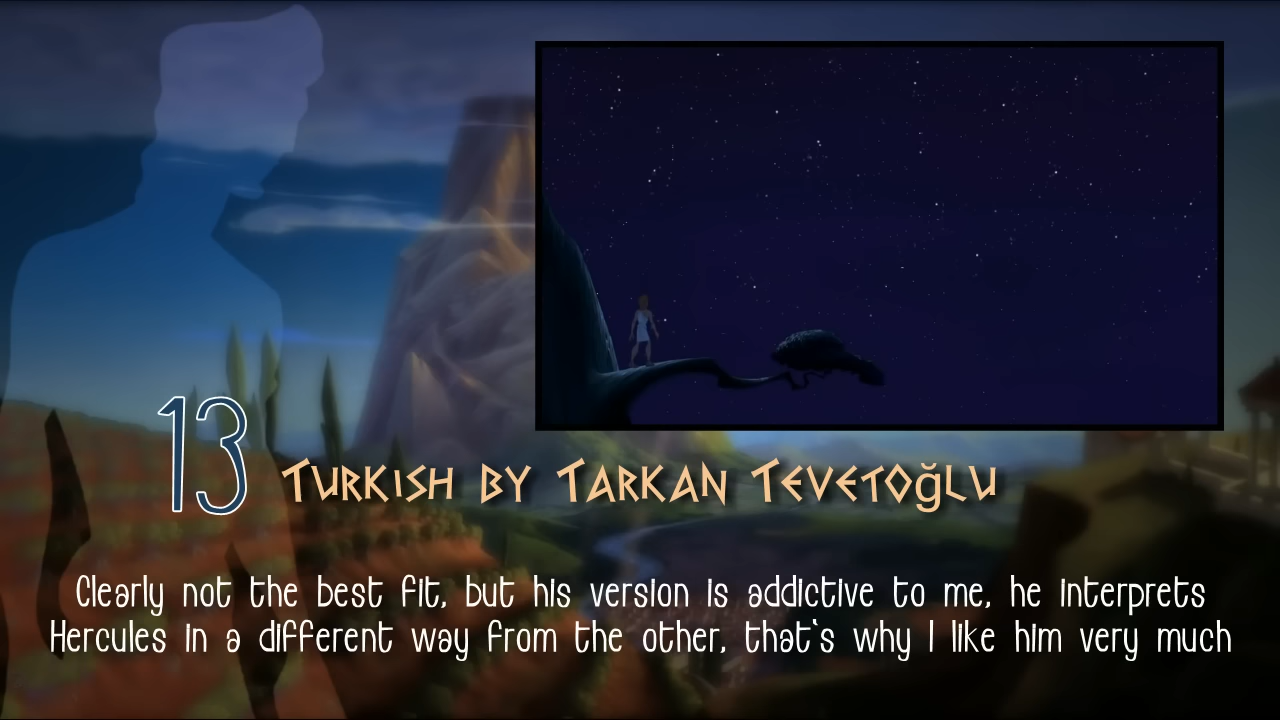 13
Turkish by Tarkan Tevetoğlu
Clearly not the best fit, but his version is addictive to me, he interprets
Hercules in a different way from the other, that's why I like him very much